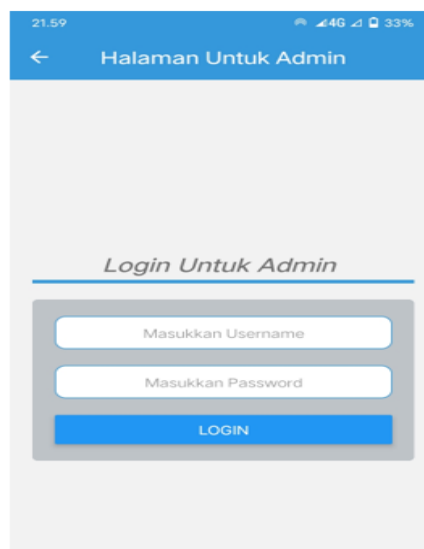 21.59 4G 33%
Halaman Untuk Admin
Login Untuk Admin
Masukkan Username
Masukkan Password
LOGIN